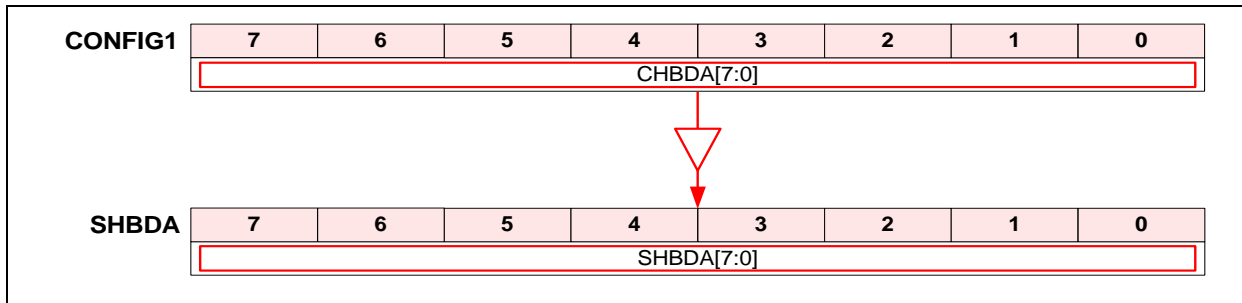 CONFIG1 7 6 5 4 3 2 1 0
CHBDA[7:0]
SHBDA 7 6 5 4 3 2 1 0
SHBDA[7:0]